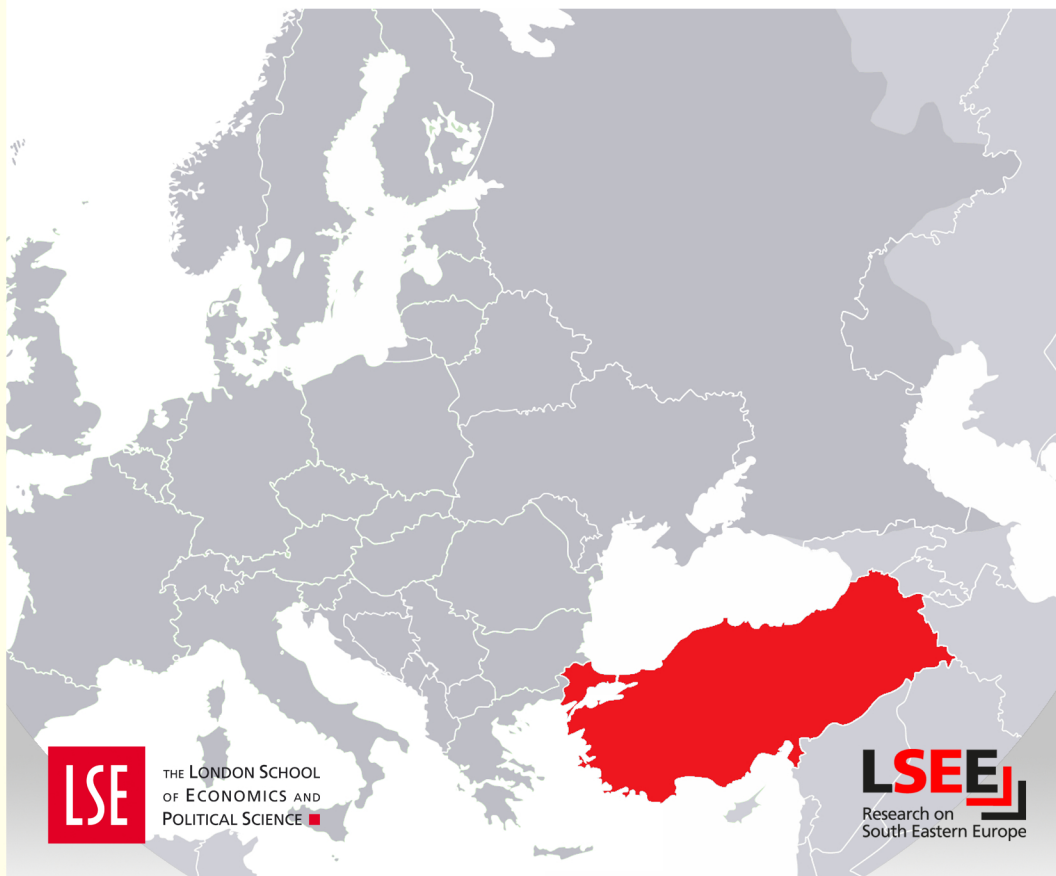 LSE
THE LONDON SCHOOL
OF ECONOMICS AND
POLITICAL SCIENCE
LSEE
Research on
South Eastern Europe